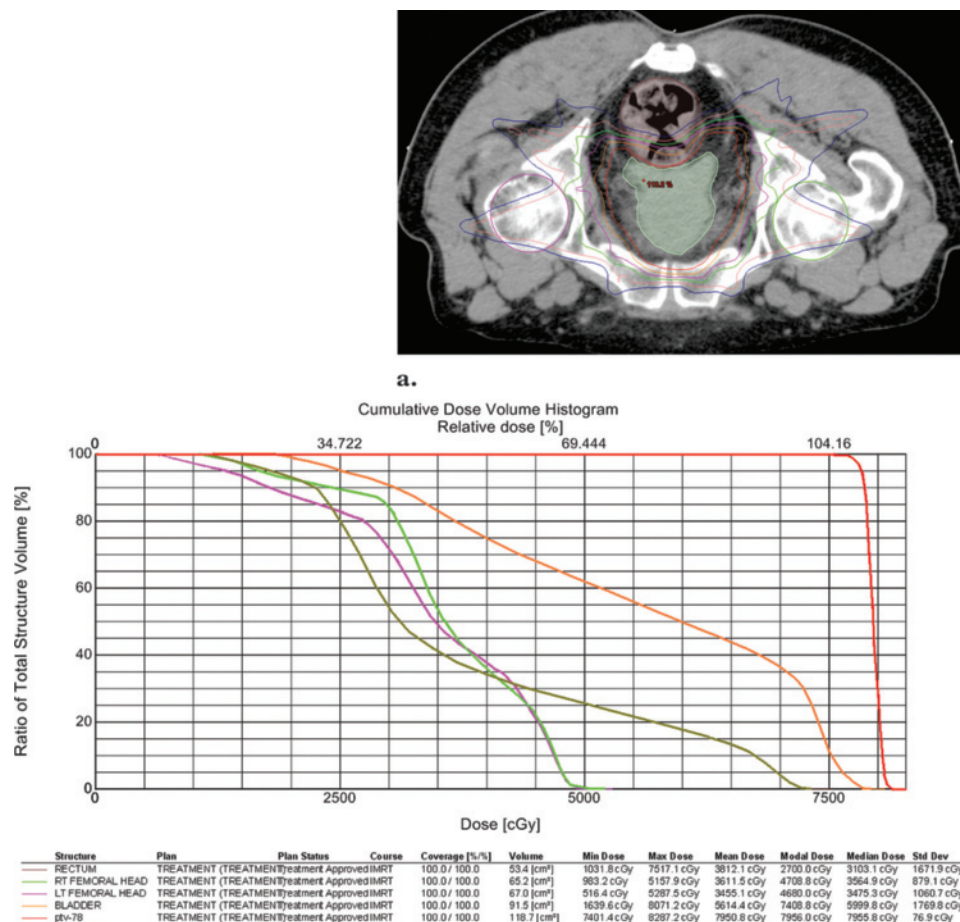 a.
Cumulative Dose Volume Histogram
Relative dose [%]
0 34.722 69.444 104.16
Ratio of Total Structure Volume [%]
100
80
60
40
20
0
0 2500 5000 7500
Dose [cGy]
Structure Plan Plan Status Course Coverage [%/%] Volume Min Dose Max Dose Mean Dose Modal Dose Median Dose Std Dev
RECTUM TREATMENT (TREATMENT) Treatment Approved IMRT 100.0 / 100.0 53.4 [cm³] 1031.8 cGy 7517.1 cGy 3812.1 cGy 2700.0 cGy 3103.1 cGy 1671.9 cGy
RT FEMORAL HEAD TREATMENT (TREATMENT) Treatment Approved IMRT 100.0 / 100.0 65.2 [cm³] 983.2 cGy 5157.9 cGy 3611.5 cGy 4708.8 cGy 3564.9 cGy 879.1 cGy
LT FEMORAL HEAD TREATMENT (TREATMENT) Treatment Approved IMRT 100.0 / 100.0 67.0 [cm³] 516.4 cGy 5287.5 cGy 3455.1 cGy 4680.0 cGy 3475.3 cGy 1060.7 cGy
BLADDER TREATMENT (TREATMENT) Treatment Approved IMRT 100.0 / 100.0 91.5 [cm³] 1639.6 cGy 8071.2 cGy 5614.4 cGy 7408.8 cGy 5999.8 cGy 1769.8 cGy
ptv-78 TREATMENT (TREATMENT) Treatment Approved IMRT 100.0 / 100.0 118.7 [cm³] 7401.4 cGy 8287.2 cGy 7950.8 cGy 7956.0 cGy 7955.8 cGy 76.9 cGy